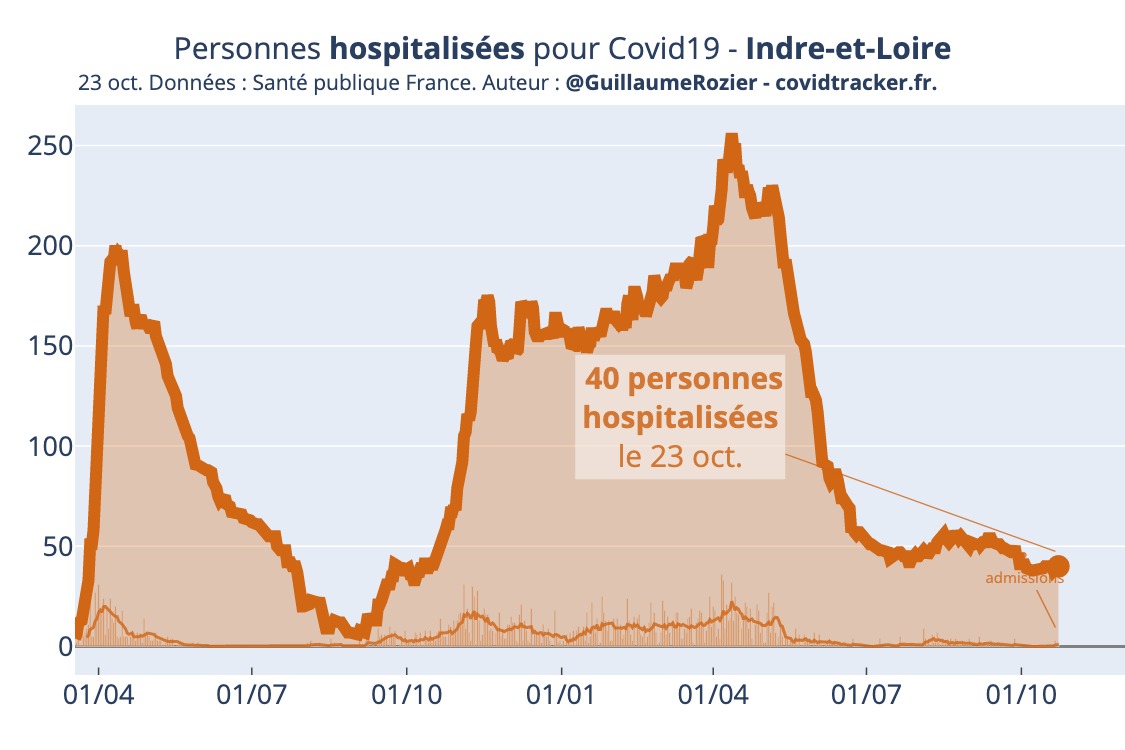 Personnes hospitalisées pour Covid19 - Indre-et-Loire
23 oct. Données : Santé publique France. Auteur : @GuillaumeRozier - covidtracker.fr.
250
200
150
100
50
0
40 personnes
hospitalisées
le 23 oct.
admissions
01/04
01/07
01/10
01/01
01/04
01/07
01/10